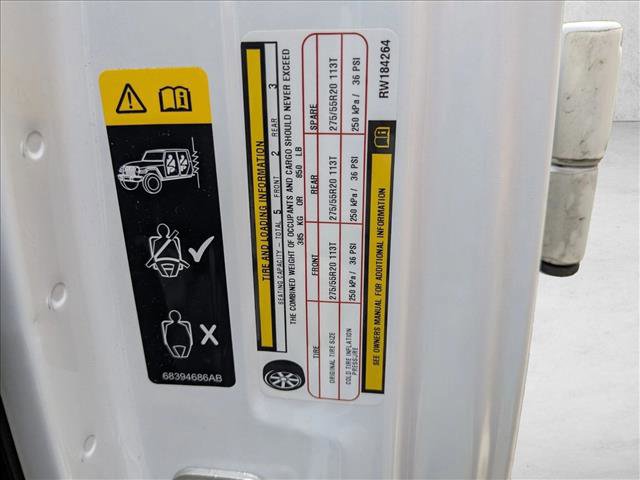 68394686AB
TIRE AND LOADING INFORMATION
SEATING CAPACITY - TOTAL 5 FRONT 2 REAR 3
THE COMBINED WEIGHT OF OCCUPANTS AND CARGO SHOULD NEVER EXCEED
385 KG OR 850 LB
TIRE FRONT REAR SPARE
ORIGINAL TIRE SIZE 275/55R20 113T 275/55R20 113T 275/55R20 113T
COLD TIRE INFLATION
PRESSURE 250 kPa / 36 PSI 250 kPa / 36 PSI 250 kPa / 36 PSI
SEE OWNERS MANUAL FOR ADDITIONAL INFORMATION
RW184264